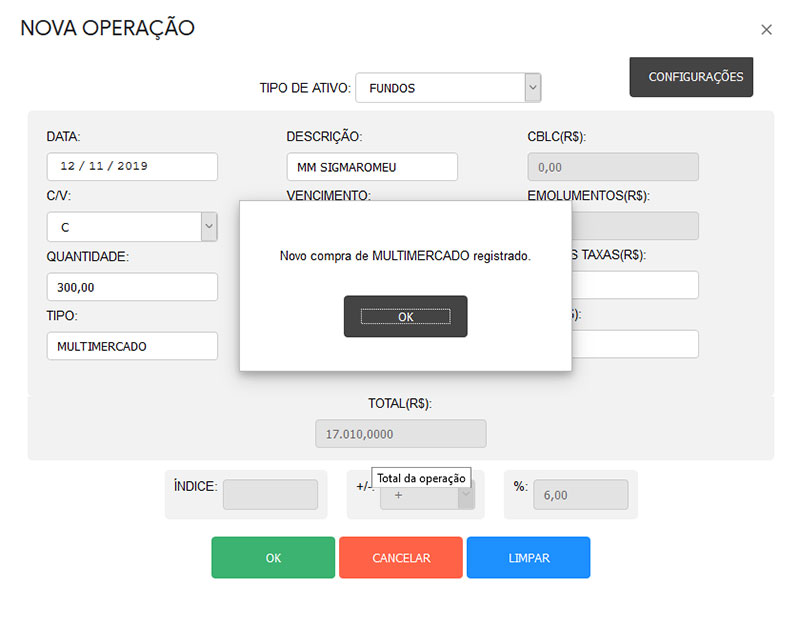 NOVA OPERAÇÃO
×
TIPO DE ATIVO: FUNDOS
CONFIGURAÇÕES
DATA: DESCRIÇÃO: CBLC(R$):
12 / 11 / 2019 MM SIGMAROMEU 0,00
C/V: VENCIMENTO: EMOLUMENTOS(R$):
C
QUANTIDADE: TAXAS(R$):
Novo compra de MULTIMERCADO registrado.
300,00
OK
TIPO:
MULTIMERCADO
TOTAL(R$):
17.010,0000
Total da operação
ÍNDICE: +/-: + %: 6,00
OK CANCELAR LIMPAR